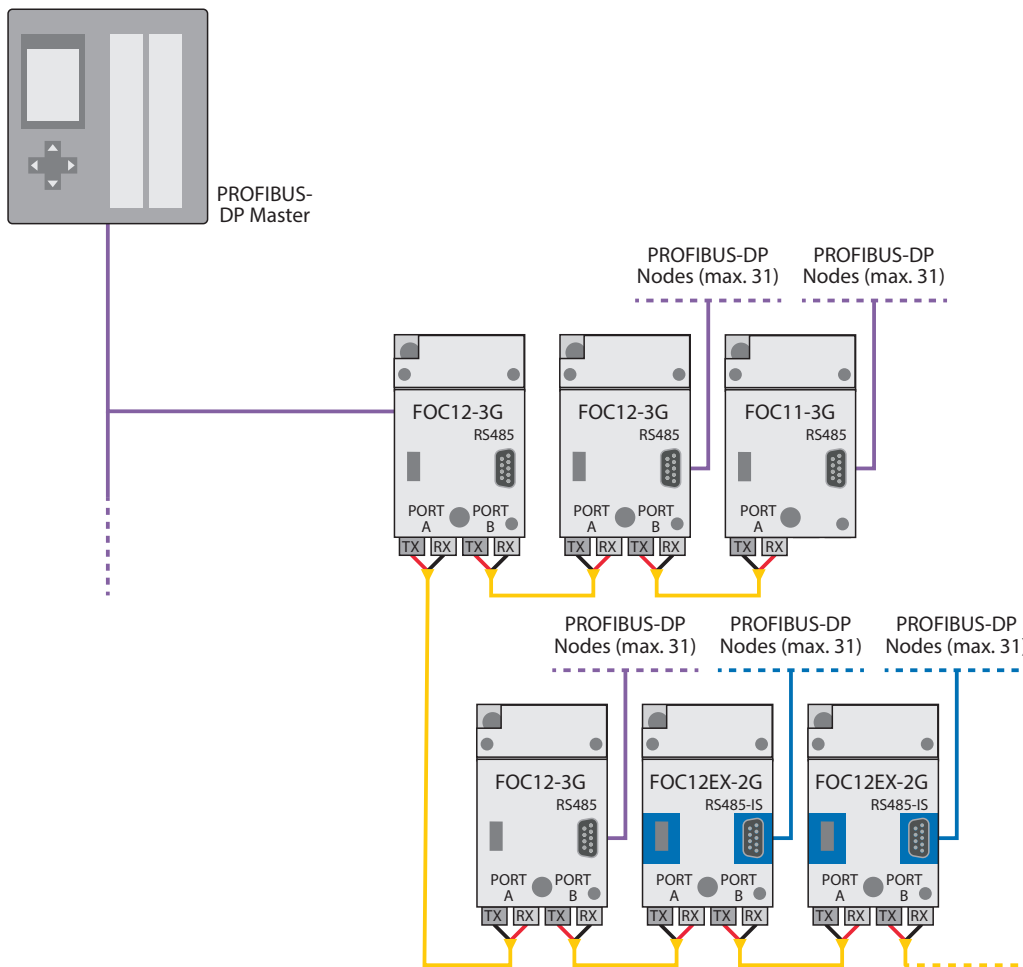 PROFIBUS-
DP Master
PROFIBUS-DP
Nodes (max. 31)
PROFIBUS-DP
Nodes (max. 31)
FOC12-3G
RS485
PORT
A
PORT
B
TX RX TX RX
FOC12-3G
RS485
PORT
A
PORT
B
TX RX TX RX
FOC11-3G
RS485
PORT
A
TX RX
PROFIBUS-DP
Nodes (max. 31)
PROFIBUS-DP
Nodes (max. 31)
PROFIBUS-DP
Nodes (max. 31)
FOC12-3G
RS485
PORT
A
PORT
B
TX RX TX RX
FOC12EX-2G
RS485-IS
PORT
A
PORT
B
TX RX TX RX
FOC12EX-2G
RS485-IS
PORT
A
PORT
B
TX RX TX RX